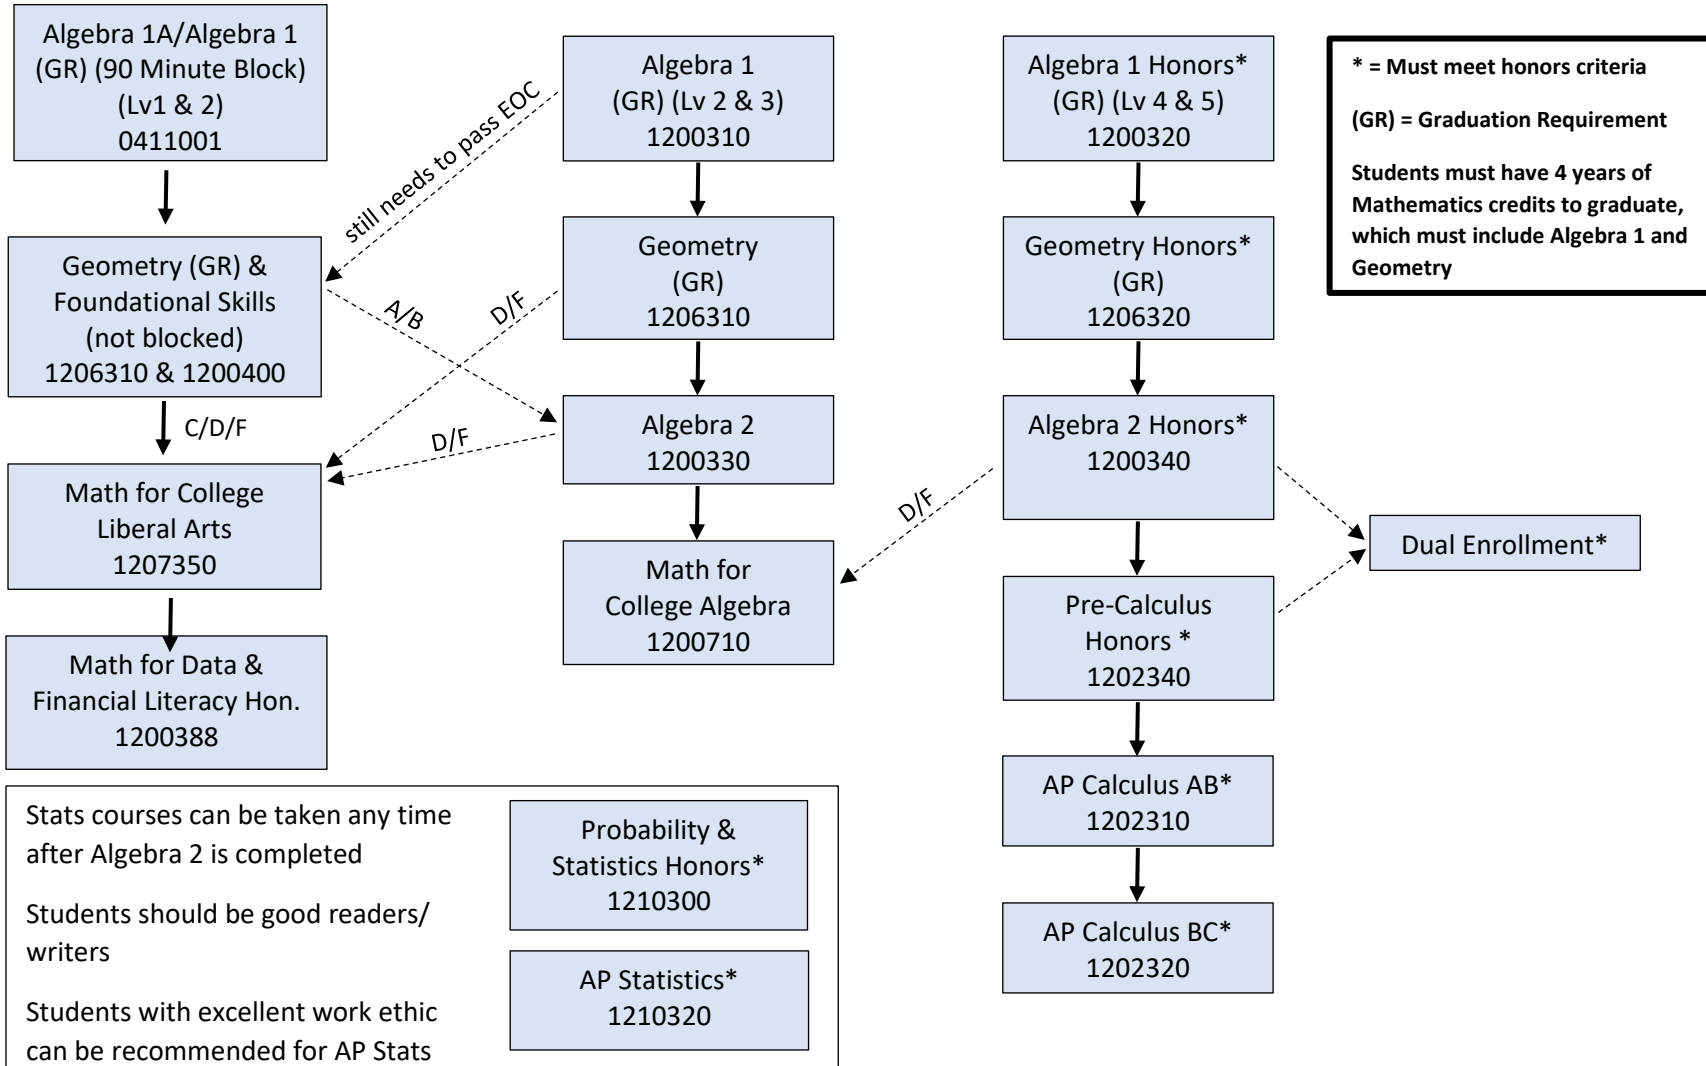 Algebra 1A/Algebra 1
(GR) (90 Minute Block)
(Lv1 & 2)
0411001
Algebra 1
(GR) (Lv 2 & 3)
1200310
Algebra 1 Honors*
(GR) (Lv 4 & 5)
1200320
* = Must meet honors criteria
(GR) = Graduation Requirement
Students must have 4 years of
Mathematics credits to graduate,
which must include Algebra 1 and
Geometry
still needs to pass EOC
Geometry (GR) &
Foundational Skills
(not blocked)
1206310 & 1200400
Geometry
(GR)
1206310
Geometry Honors*
(GR)
1206320
A/B
D/F
C/D/F
D/F
Algebra 2
1200330
Algebra 2 Honors*
1200340
D/F
Math for College
Liberal Arts
1207350
Math for
College Algebra
1200710
Dual Enrollment*
Pre-Calculus
Honors *
1202340
Math for Data &
Financial Literacy Hon.
1200388
AP Calculus AB*
1202310
AP Calculus BC*
1202320
Stats courses can be taken any time
after Algebra 2 is completed
Students should be good readers/
writers
Students with excellent work ethic
can be recommended for AP Stats
Probability &
Statistics Honors*
1210300
AP Statistics*
1210320